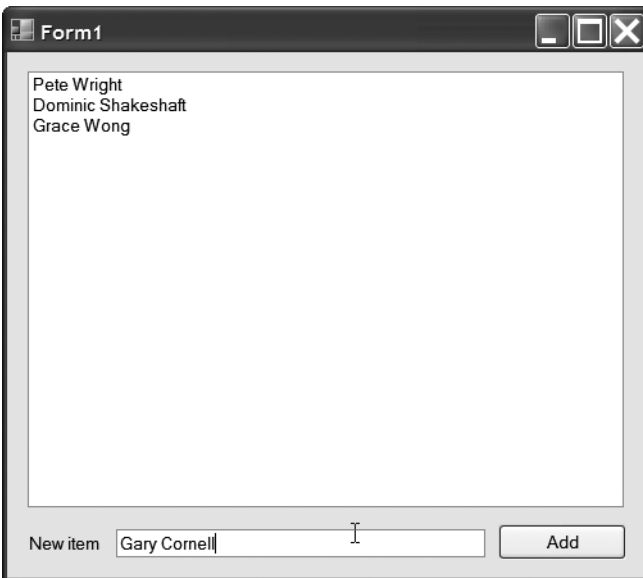 Form1
Pete Wright
Dominic Shakeshaft
Grace Wong
New item Gary Cornell Add